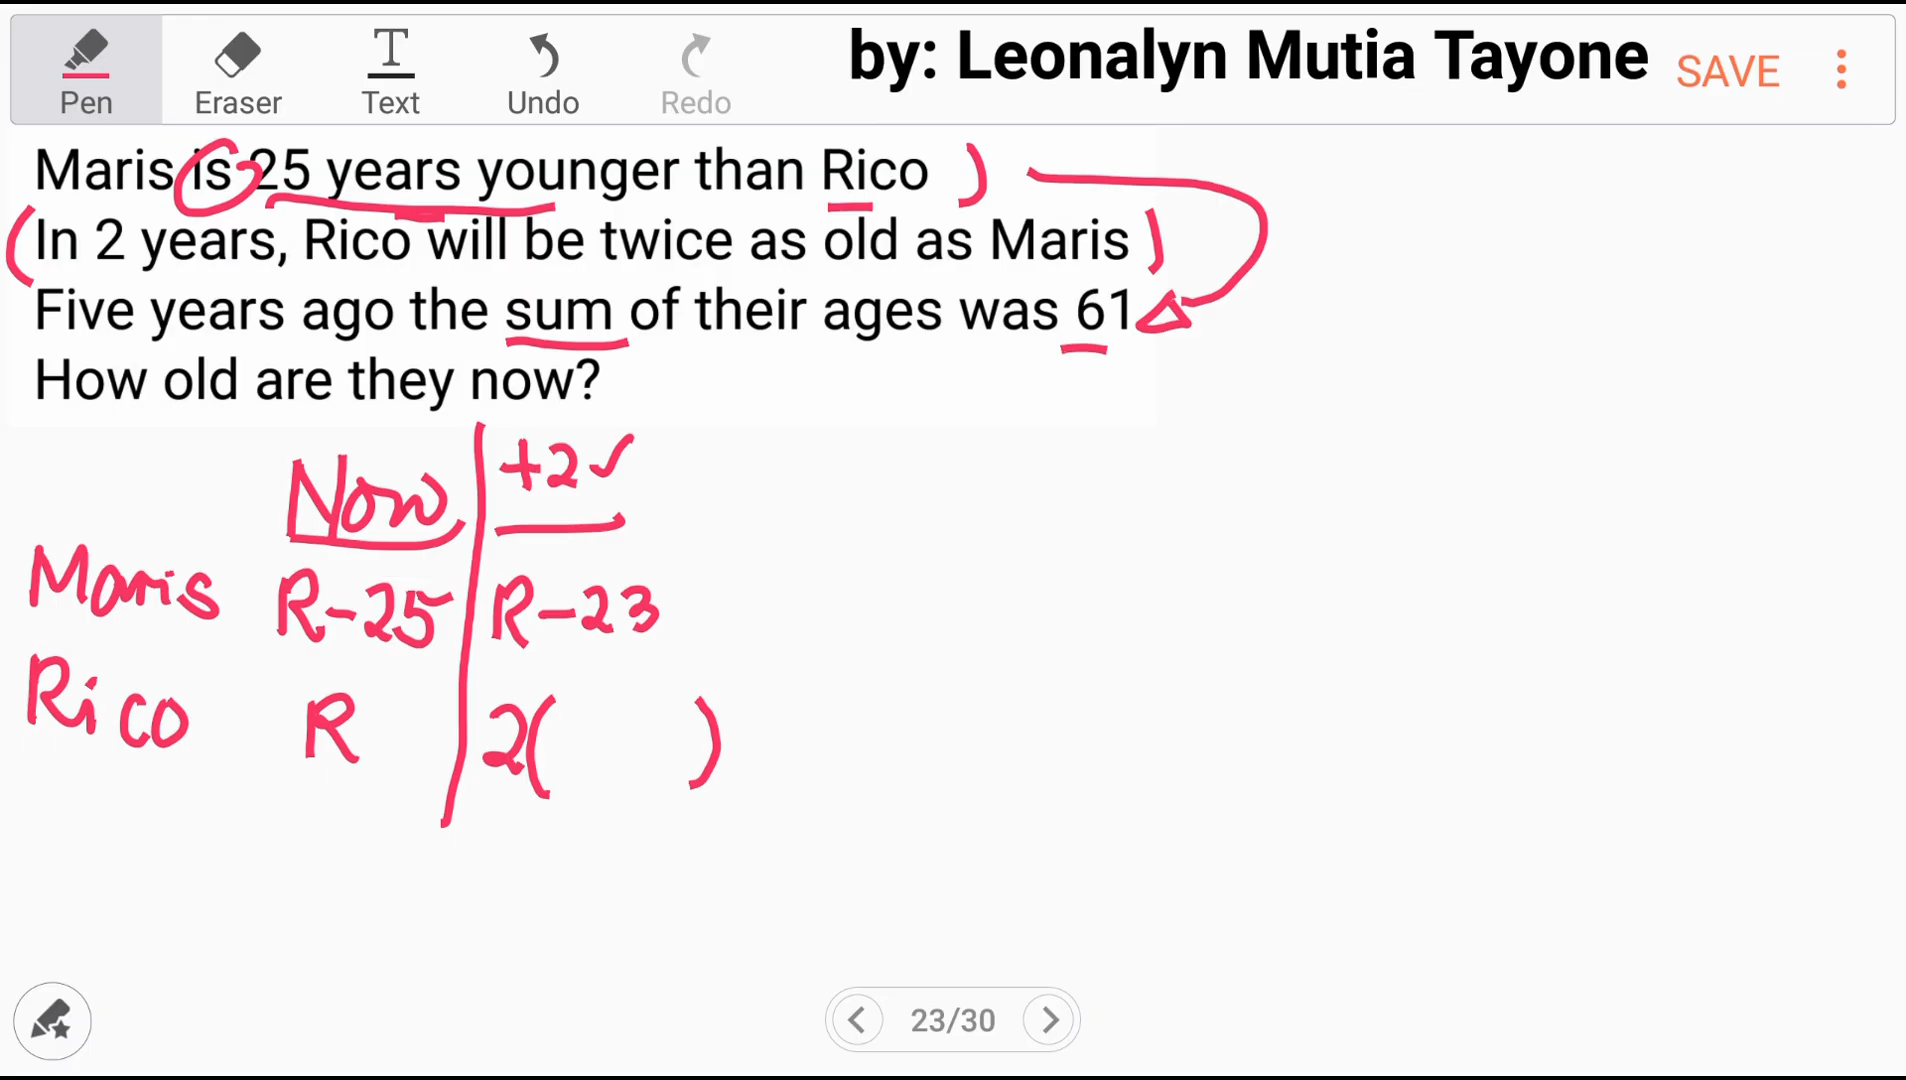 Pen Eraser Text Undo Redo by: Leonalyn Mutia Tayone SAVE
Maris is 25 years younger than Rico
In 2 years, Rico will be twice as old as Maris
Five years ago the sum of their ages was 61
How old are they now?
Now +2
Maris R-25 R-23
Rico R 2( )
23/30